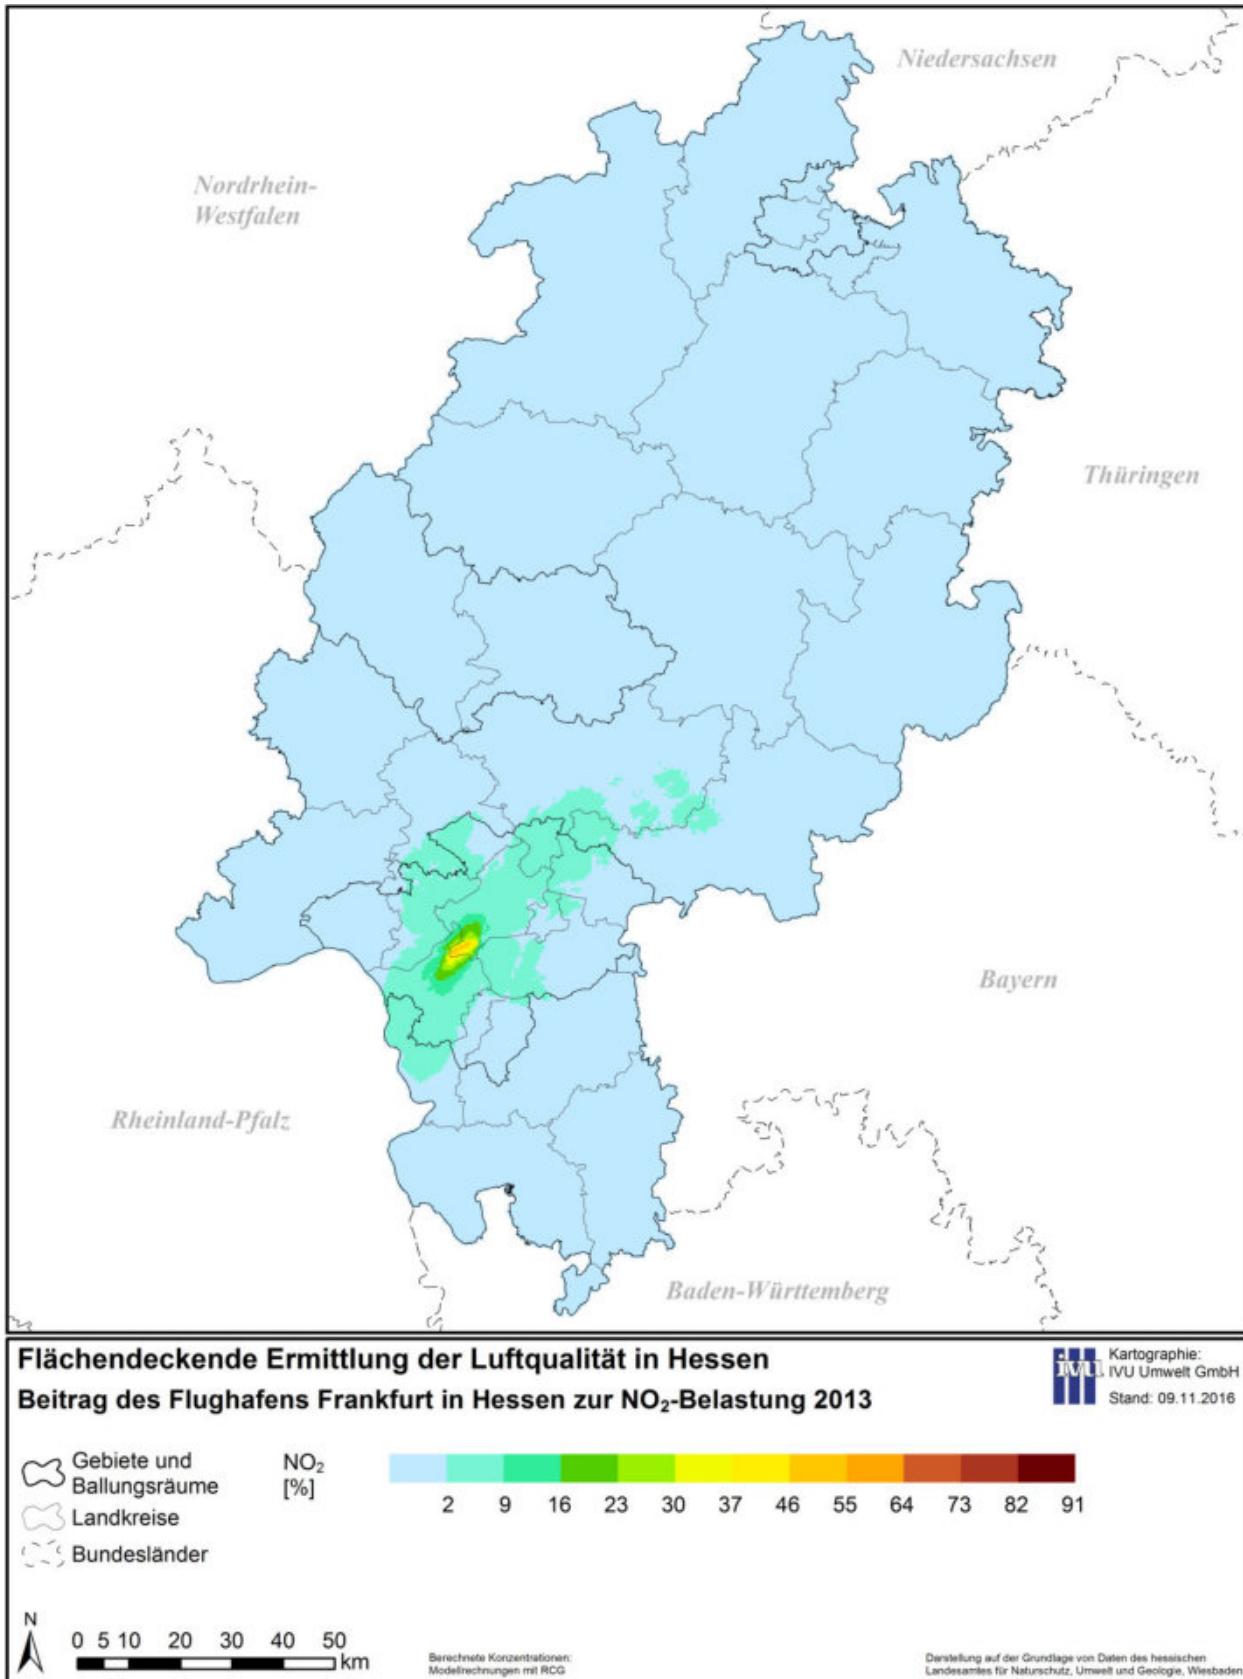 Niedersachsen
Nordrhein-
Westfalen
Thüringen
Bayern
Rheinland-Pfalz
Baden-Württemberg
Flächendeckende Ermittlung der Luftqualität in Hessen
Beitrag des Flughafens Frankfurt in Hessen zur NO₂-Belastung 2013
ivu
Kartographie:
IVU Umwelt GmbH
Stand: 09.11.2016
Gebiete und
Ballungsräume
Landkreise
Bundesländer
NO₂
[%]
2 9 16 23 30 37 46 55 64 73 82 91
N
0 5 10 20 30 40 50
km
Berechnete Konzentrationen:
Modellrechnungen mit RCG
Darstellung auf der Grundlage von Daten des hessischen
Landesamtes für Naturschutz, Umwelt und Geologie, Wiesbaden